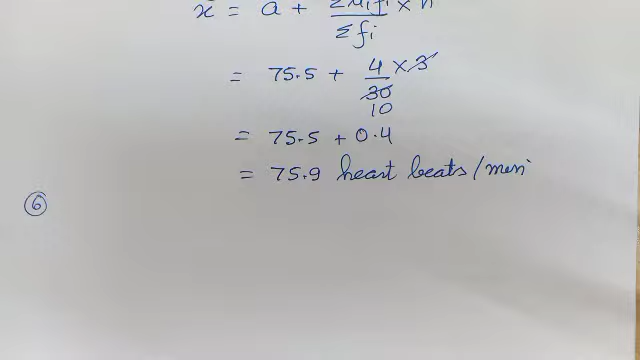 x̄ = a + Σuifi/Σfi × h
= 75.5 + 4/30 × 3
10
= 75.5 + 0.4
= 75.9 heart beats/min
6